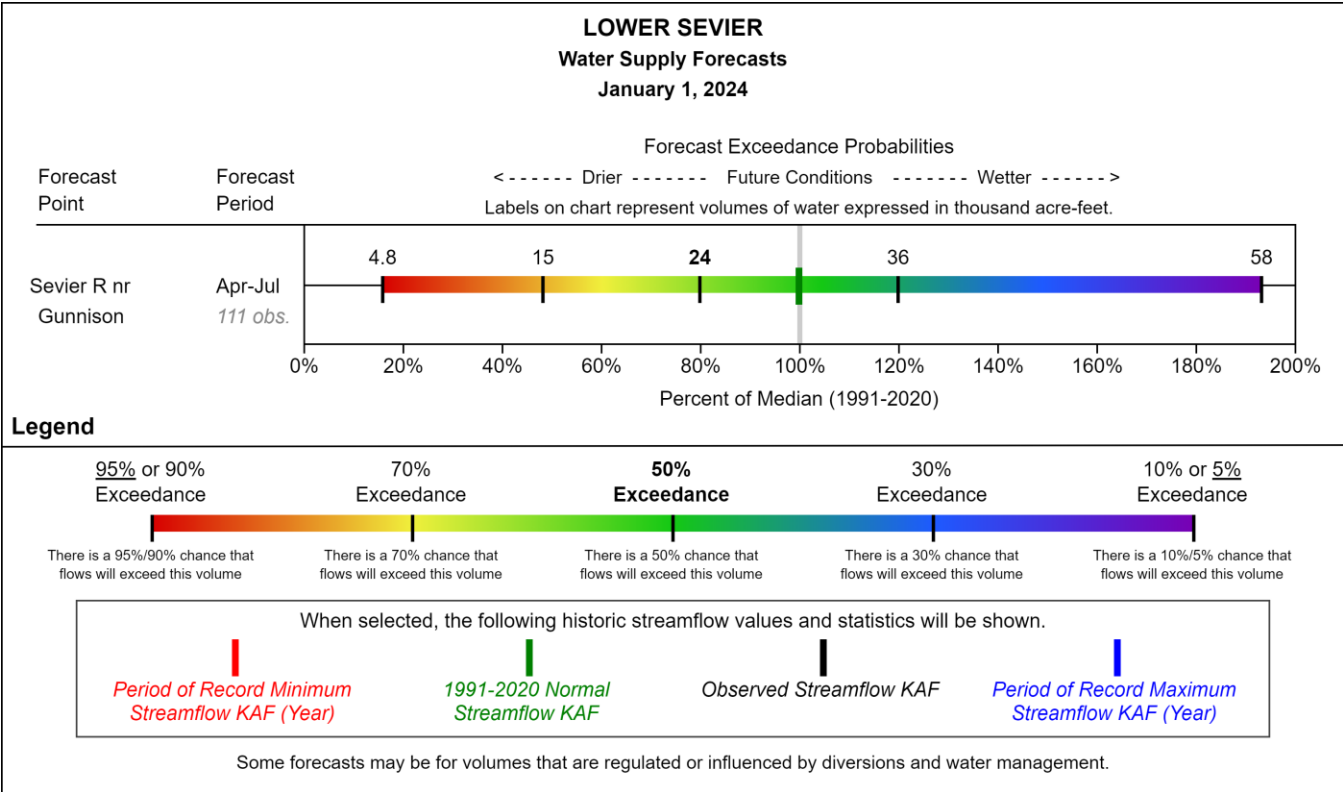 LOWER SEVIER
Water Supply Forecasts
January 1, 2024
Forecast Exceedance Probabilities
Forecast Point
Forecast Period
< - - - - - - Drier - - - - - - - Future Conditions - - - - - - - Wetter - - - - - - >
Labels on chart represent volumes of water expressed in thousand acre-feet.
4.8 15 24 36 58
Sevier R nr Apr-Jul
Gunnison 111 obs.
0% 20% 40% 60% 80% 100% 120% 140% 160% 180% 200%
Percent of Median (1991-2020)
Legend
95% or 90% 70% 50% 30% 10% or 5%
Exceedance Exceedance Exceedance Exceedance Exceedance
There is a 95%/90% chance that There is a 70% chance that There is a 50% chance that There is a 30% chance that There is a 10%/5% chance that
flows will exceed this volume flows will exceed this volume flows will exceed this volume flows will exceed this volume flows will exceed this volume
When selected, the following historic streamflow values and statistics will be shown.
Period of Record Minimum 1991-2020 Normal Observed Streamflow KAF Period of Record Maximum
Streamflow KAF (Year) Streamflow KAF Streamflow KAF (Year)
Some forecasts may be for volumes that are regulated or influenced by diversions and water management.